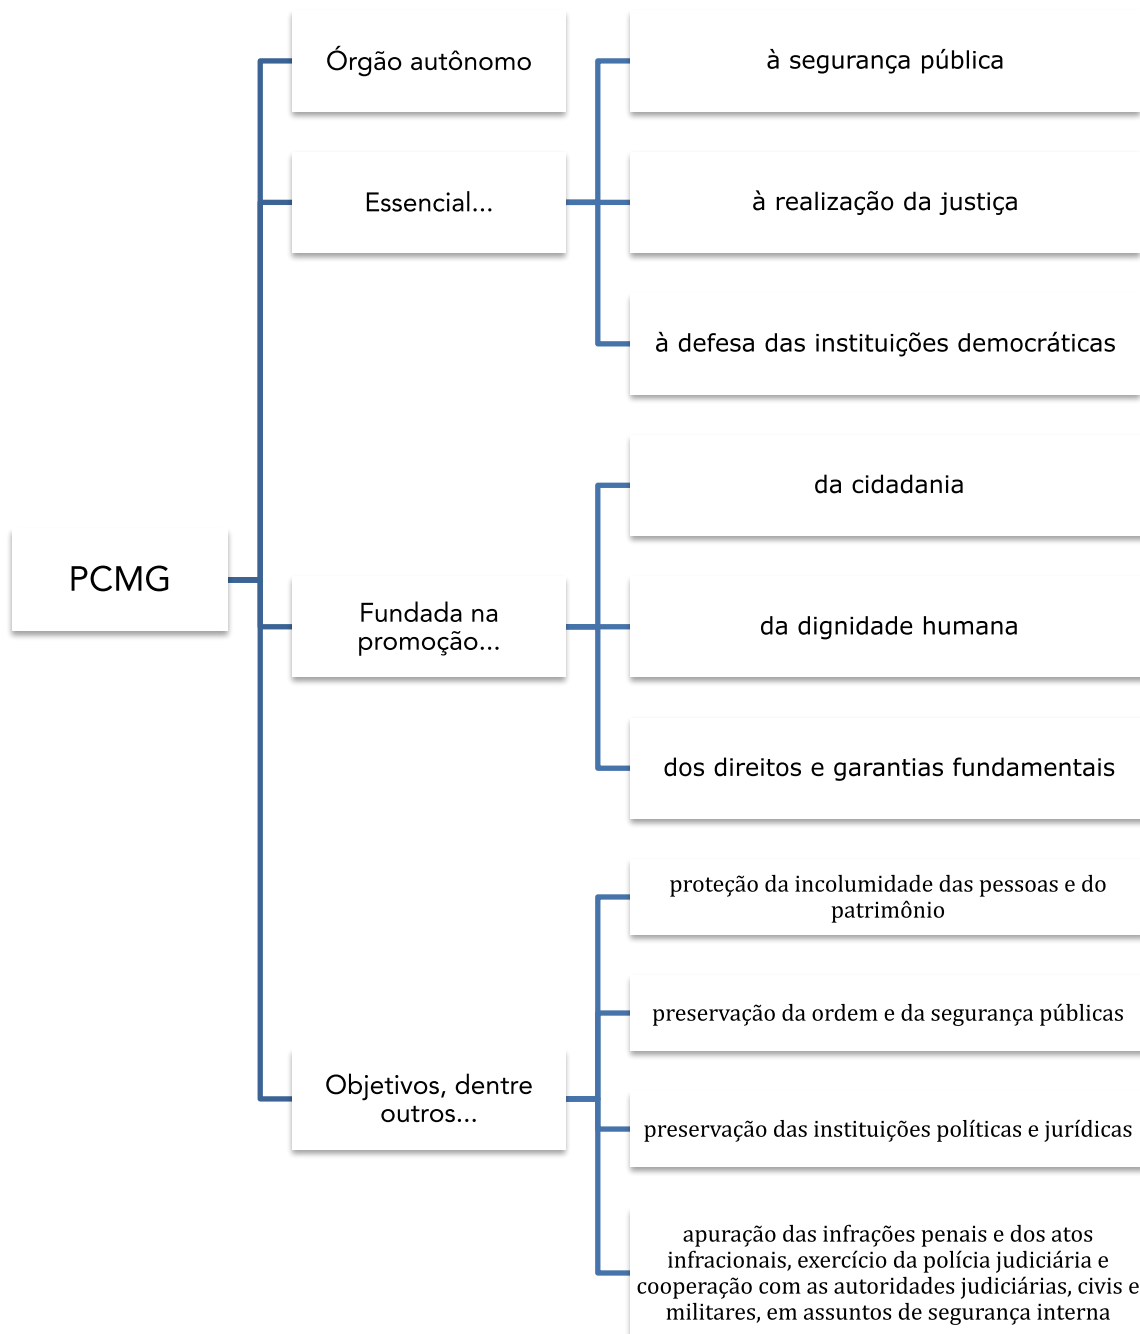 PCMG
Órgão autônomo
Essencial...
à segurança pública
à realização da justiça
à defesa das instituições democráticas
Fundada na
promoção...
da cidadania
da dignidade humana
dos direitos e garantias fundamentais
Objetivos, dentre
outros...
proteção da incolumidade das pessoas e do
patrimônio
preservação da ordem e da segurança públicas
preservação das instituições políticas e jurídicas
apuração das infrações penais e dos atos
infracionais, exercício da polícia judiciária e
cooperação com as autoridades judiciárias, civis e
militares, em assuntos de segurança interna